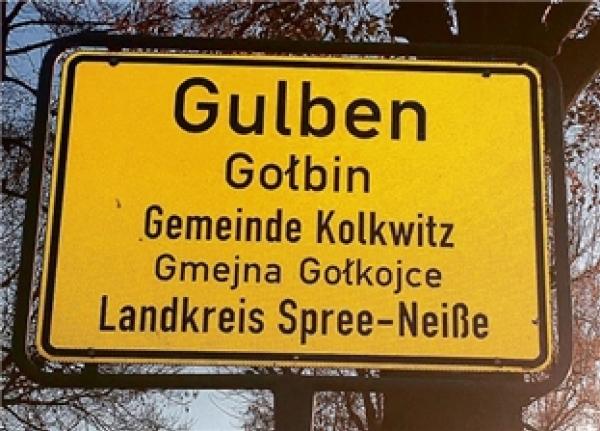 Gulben
Gołbin
Gemeinde Kolkwitz
Gmejna Gołkojce
Landkreis Spree-Neiße